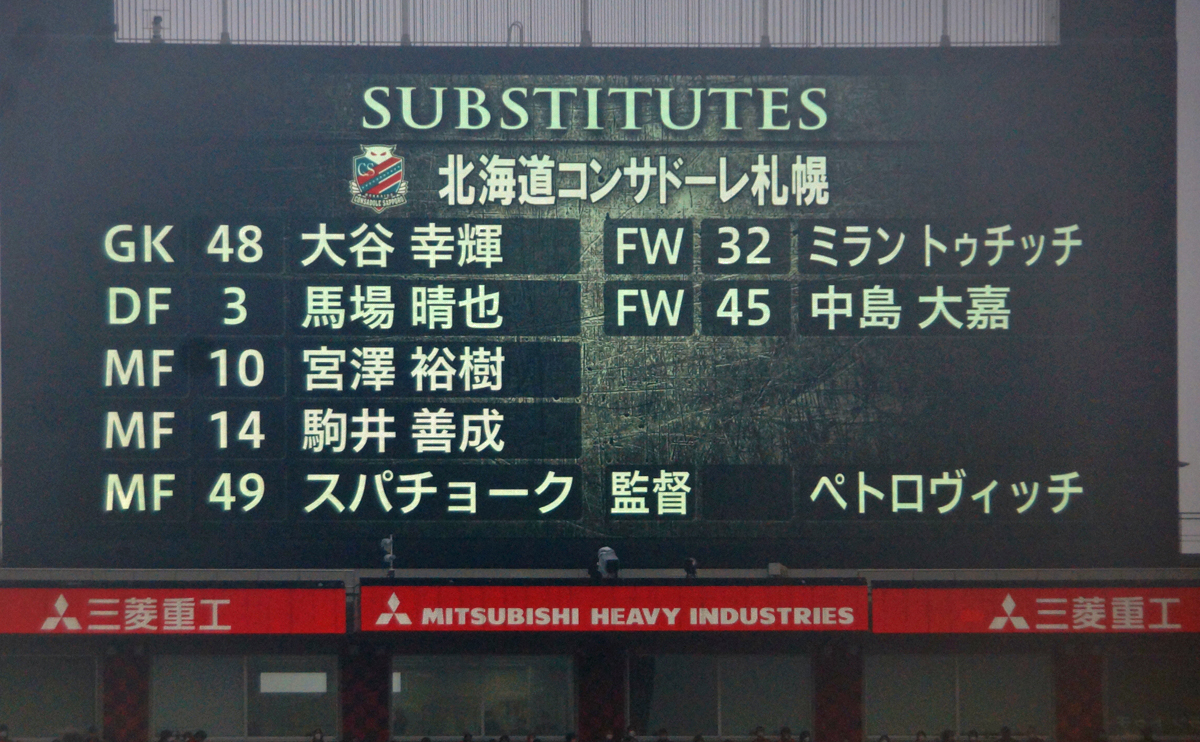 SUBSTITUTES
北海道コンサドーレ札幌
CS
CONSADOLE SAPPORO
GK 48 大谷 幸輝 FW 32 ミラン トゥチッチ
DF 3 馬場 晴也 FW 45 中島 大嘉
MF 10 宮澤 裕樹
MF 14 駒井 善成
MF 49 スパチョーク 監督 ペトロヴィッチ
三菱重工 MITSUBISHI HEAVY INDUSTRIES 三菱重工